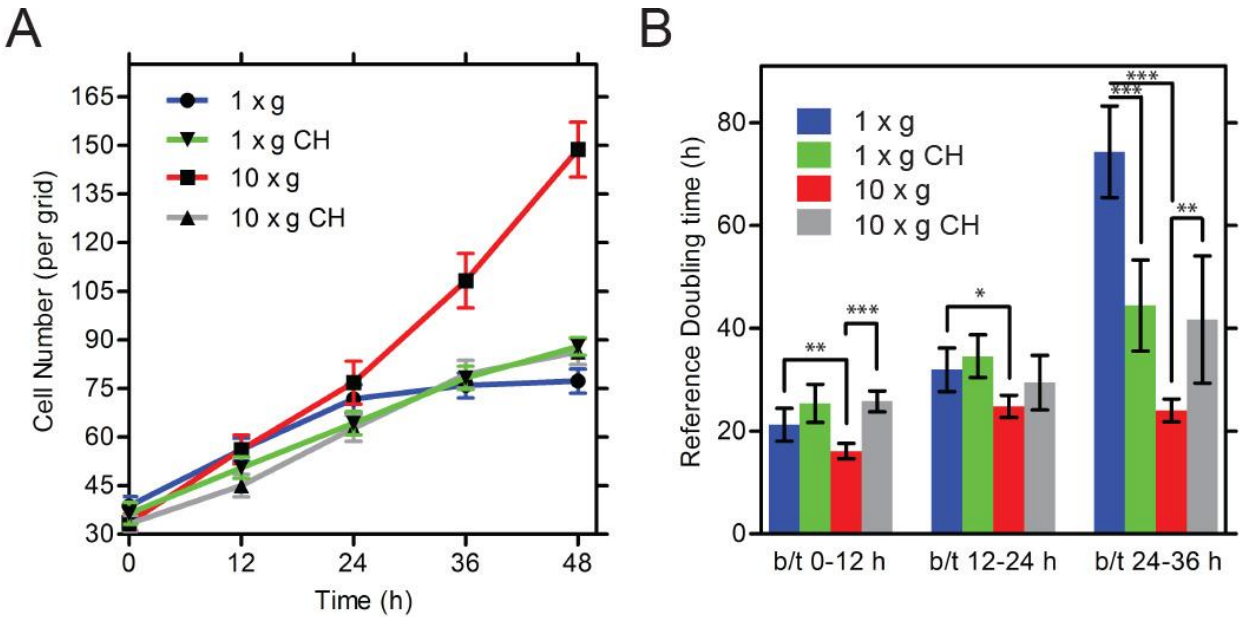 A
Cell Number (per grid)
165
150
135
120
105
90
75
60
45
30
0
12
24
36
48
Time (h)
1 x g
1 x g CH
10 x g
10 x g CH
B
Reference Doubling time (h)
80
60
40
20
0
1 x g
1 x g CH
10 x g
10 x g CH
**
***
*
***
***
**
b/t 0-12 h
b/t 12-24 h
b/t 24-36 h